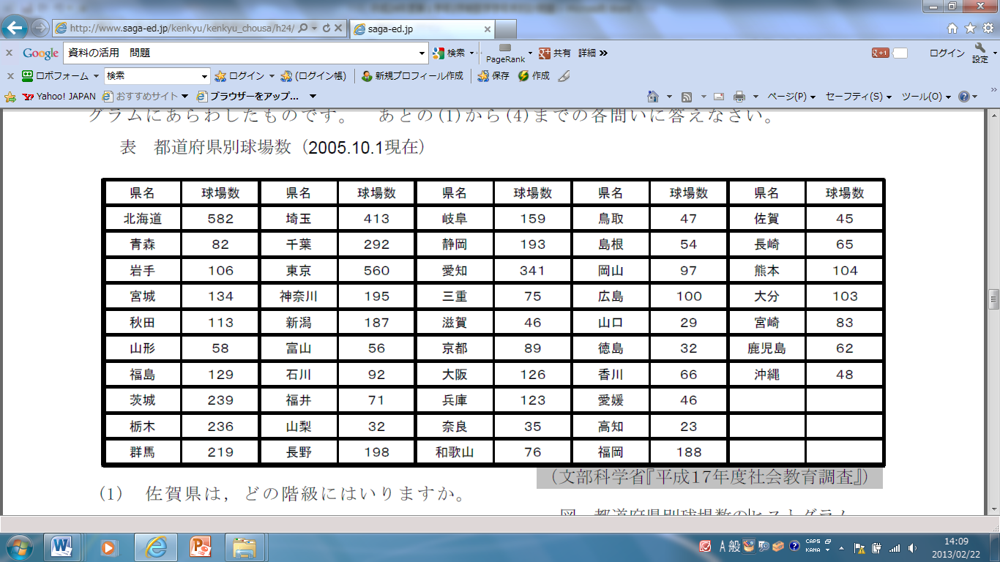 http://www.saga-ed.jp/kenkyu/kenkyu_chousa/h24/
saga-ed.jp
× Google 資料の活用 問題 検索 PageRank 共有 詳細 » ログイン 設定
× ロボフォーム 検索 ログイン (ログイン帳) 新規プロフィール作成 保存 作成
Yahoo! JAPAN おすすめサイト ブラウザーをアップ... ページ(P) セーフティ(S) ツール(O)
グラムにあらわしたものです。 あとの(1)から(4)までの各問いに答えなさい。
表 都道府県別球場数 (2005.10.1現在)
県名 球場数 県名 球場数 県名 球場数 県名 球場数 県名 球場数
北海道 582 埼玉 413 岐阜 159 鳥取 47 佐賀 45
青森 82 千葉 292 静岡 193 島根 54 長崎 65
岩手 106 東京 560 愛知 341 岡山 97 熊本 104
宮城 134 神奈川 195 三重 75 広島 100 大分 103
秋田 113 新潟 187 滋賀 46 山口 29 宮崎 83
山形 58 富山 56 京都 89 徳島 32 鹿児島 62
福島 129 石川 92 大阪 126 香川 66 沖縄 48
茨城 239 福井 71 兵庫 123 愛媛 46
栃木 236 山梨 32 奈良 35 高知 23
群馬 219 長野 198 和歌山 76 福岡 188
(文部科学省『平成17年度社会教育調査』)
(1) 佐賀県は，どの階級にはいりますか。
図 都道府県別球場数のヒストグラム
A 般 CAPS KANA 14:09
2013/02/22